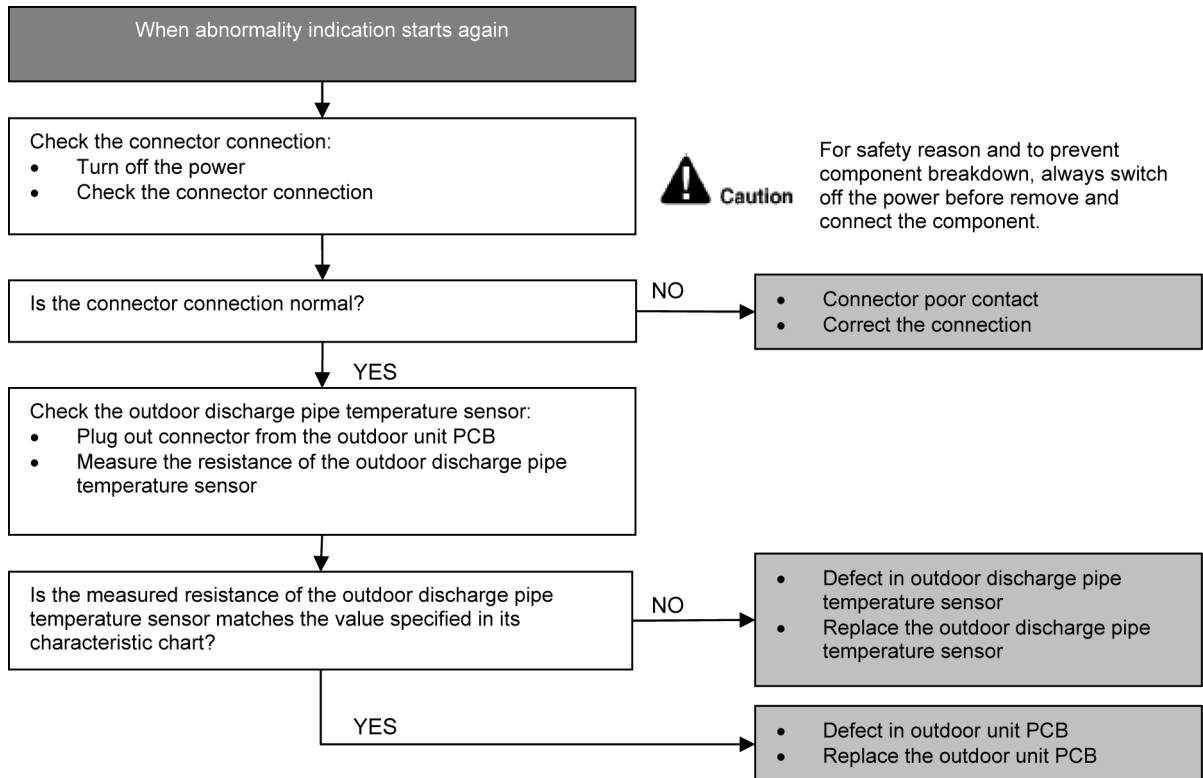 When abnormality indication starts again
Check the connector connection:
• Turn off the power
• Check the connector connection
Caution
For safety reason and to prevent
component breakdown, always switch
off the power before remove and
connect the component.
Is the connector connection normal?
NO
• Connector poor contact
• Correct the connection
YES
Check the outdoor discharge pipe temperature sensor:
• Plug out connector from the outdoor unit PCB
• Measure the resistance of the outdoor discharge pipe
temperature sensor
Is the measured resistance of the outdoor discharge pipe
temperature sensor matches the value specified in its
characteristic chart?
NO
• Defect in outdoor discharge pipe
temperature sensor
• Replace the outdoor discharge pipe
temperature sensor
YES
• Defect in outdoor unit PCB
• Replace the outdoor unit PCB